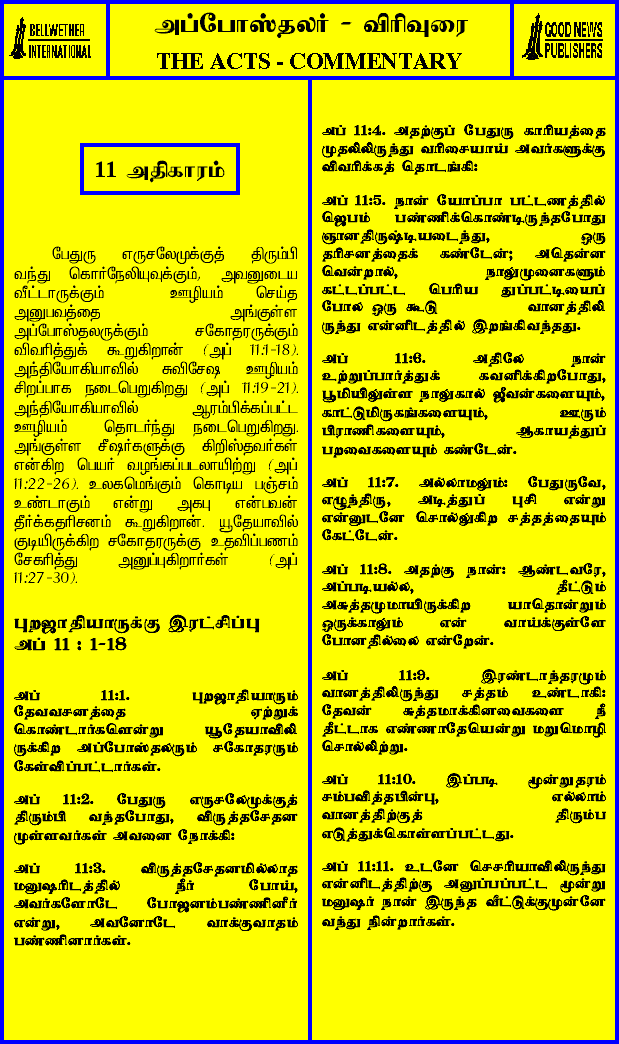 BELLWETHER
INTERNATIONAL
அப்போஸ்தலர் - விரிவுரை
THE ACTS - COMMENTARY
GOOD NEWS
PUBLISHERS
11 அதிகாரம்
பேதுரு எருசலேமுக்குத் திரும்பி
வந்து கொர்நேலியுவுக்கும், அவனுடைய
வீட்டாருக்கும் ஊழியம் செய்த
அனுபவத்தை அங்குள்ள
அப்போஸ்தலருக்கும் சகோதரருக்கும்
விவரித்துக் கூறுகிறான் (அப் 11:1-18).
அந்தியோகியாவில் சுவிசேஷ ஊழியம்
சிறப்பாக நடைபெறுகிறது (அப் 11:19-21).
அந்தியோகியாவில் ஆரம்பிக்கப்பட்ட
ஊழியம் தொடர்ந்து நடைபெறுகிறது.
அங்குள்ள சீஷர்களுக்கு கிறிஸ்தவர்கள்
என்கிற பெயர் வழங்கப்படலாயிற்று (அப்
11:22-26). உலகமெங்கும் கொடிய பஞ்சம்
உண்டாகும் என்று அகபு என்பவன்
தீர்க்கதரிசனம் கூறுகிறான். யூதேயாவில்
குடியிருக்கிற சகோதரருக்கு உதவிப்பணம்
சேகரித்து அனுப்புகிறார்கள் (அப்
11:27-30).
புறஜாதியாருக்கு இரட்சிப்பு
அப் 11 : 1-18
அப் 11:1. புறஜாதியாரும்
தேவவசனத்தை ஏற்றுக்
கொண்டார்களென்று யூதேயாவிலி
ருக்கிற அப்போஸ்தலரும் சகோதரரும்
கேள்விப்பட்டார்கள்.
அப் 11:2. பேதுரு எருசலேமுக்குத்
திரும்பி வந்தபோது, விருத்தசேதன
முள்ளவர்கள் அவனை நோக்கி:
அப் 11:3. விருத்தசேதனமில்லாத
மனுஷரிடத்தில் நீர் போய்,
அவர்களோடே போஜனம்பண்ணினீர்
என்று, அவனோடே வாக்குவாதம்
பண்ணினார்கள்.
அப் 11:4. அதற்குப் பேதுரு காரியத்தை
முதலிலிருந்து வரிசையாய் அவர்களுக்கு
விவரிக்கத் தொடங்கி:
அப் 11:5. நான் யோப்பா பட்டணத்தில்
ஜெபம் பண்ணிக்கொண்டிருந்தபோது
ஞானதிருஷ்டியடைந்து, ஒரு
தரிசனத்தைக் கண்டேன்; அதென்ன
வென்றால், நாலுமுனைகளும்
கட்டப்பட்ட பெரிய துப்பட்டியைப்
போல ஒரு கூடு வானத்திலி
ருந்து என்னிடத்தில் இறங்கிவந்தது.
அப் 11:6. அதிலே நான்
உற்றுப்பார்த்துக் கவனிக்கிறபோது,
பூமியிலுள்ள நாலுகால் ஜீவன்களையும்,
காட்டுமிருகங்களையும், ஊரும்
பிராணிகளையும், ஆகாயத்துப்
பறவைகளையும் கண்டேன்.
அப் 11:7. அல்லாமலும்: பேதுருவே,
எழுந்திரு, அடித்துப் புசி என்று
என்னுடனே சொல்லுகிற சத்தத்தையும்
கேட்டேன்.
அப் 11:8. அதற்கு நான்: ஆண்டவரே,
அப்படியல்ல, தீட்டும்
அசுத்தமுமாயிருக்கிற யாதொன்றும்
ஒருக்காலும் என் வாய்க்குள்ளே
போனதில்லை என்றேன்.
அப் 11:9. இரண்டாந்தரமும்
வானத்திலிருந்து சத்தம் உண்டாகி:
தேவன் சுத்தமாக்கினவைகளை நீ
தீட்டாக எண்ணாதேயென்று மறுமொழி
சொல்லிற்று.
அப் 11:10. இப்படி மூன்றுதரம்
சம்பவித்தபின்பு, எல்லாம்
வானத்திற்குத் திரும்ப
எடுத்துக்கொள்ளப்பட்டது.
அப் 11:11. உடனே செசரியாவிலிருந்து
என்னிடத்திற்கு அனுப்பப்பட்ட மூன்று
மனுஷர் நான் இருந்த வீட்டுக்குமுன்னே
வந்து நின்றார்கள்.